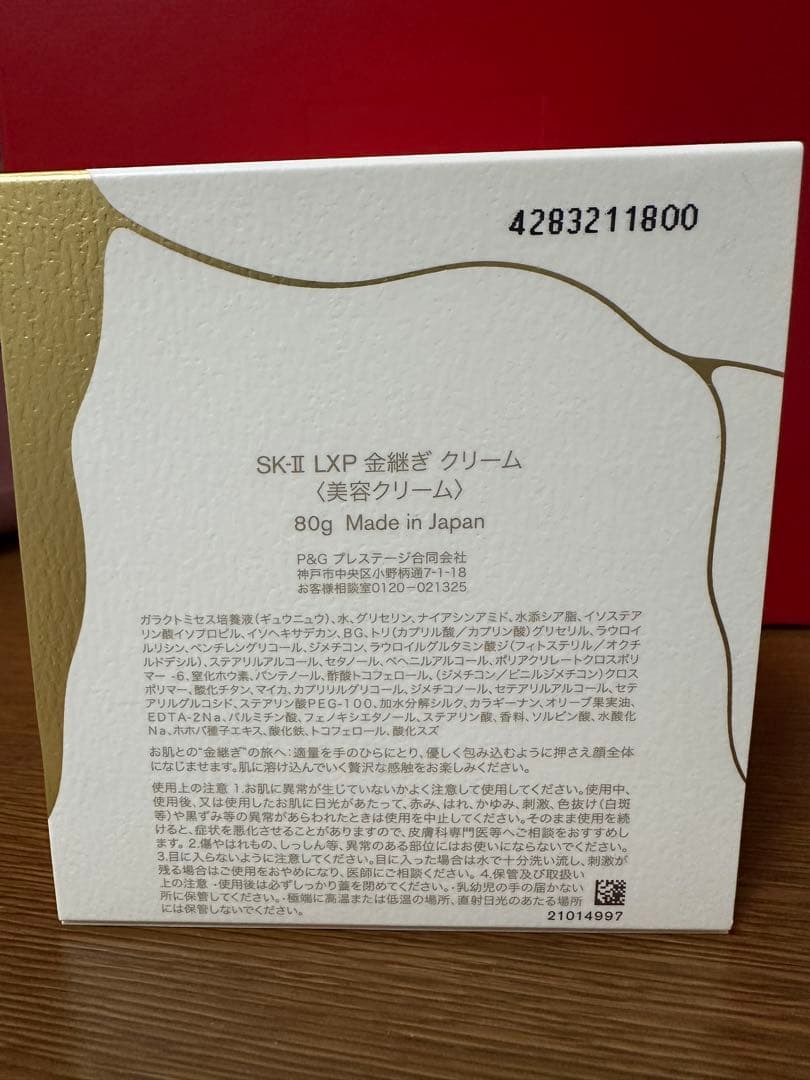 4283211800
SK-II LXP 金継ぎ クリーム
〈美容クリーム〉
80g Made in Japan
P&G プレステージ合同会社
神戸市中央区小野柄通7-1-18
お客様相談室0120-021325
ガラクトミセス培養液(ギュウニュウ)、水、グリセリン、ナイアシンアミド、水添シア脂、イソステア
リン酸イソプロピル、イソヘキサデカン、BG、トリ(カプリル酸／カプリン酸)グリセリル、ラウロイ
ルリシン、ペンチレングリコール、ジメチコン、ラウロイルグルタミン酸ジ(フィトステリル／オクチ
ルドデシル)、ステアリルアルコール、セタノール、ベヘニルアルコール、ポリアクリレートクロスポリ
マー -6、窒化ホウ素、パンテノール、酢酸トコフェロール、(ジメチコン／ビニルジメチコン)クロス
ポリマー、酸化チタン、マイカ、カプリリルグリコール、ジメチコノール、セテアリルアルコール、セテ
アリルグルコシド、ステアリン酸PEG-100、加水分解シルク、カラギーナン、オリーブ果実油、
EDTA-2Na、パルミチン酸、フェノキシエタノール、ステアリン酸、香料、ソルビン酸、水酸化
Na、ホホバ種子エキス、酸化鉄、トコフェロール、酸化スズ
お肌との“金継ぎ”の旅へ：適量を手のひらにとり、優しく包み込むように押さえ顔全体
になじませます。肌に溶け込んでいく贅沢な感触をお楽しみください。
使用上の注意 1.お肌に異常が生じていないかよく注意して使用してください。使用中、
使用後、又は使用したお肌に日光があたって、赤み、はれ、かゆみ、刺激、色抜け(白斑
等)や黒ずみ等の異常があらわれたときは使用を中止してください。そのまま使用を続
けると、症状を悪化させることがありますので、皮膚科専門医等へご相談をおすすめしま
す。2.傷やはれもの、しっしん等、異常のある部位にはお使いにならないでください。
3.目に入らないように注意してください。目に入った場合は水で十分洗い流し、刺激が
残る場合はご使用をおやめになり、医師にご相談ください。4.保管及び取扱い
上の注意 ・使用後は必ずしっかり蓋を閉めてください。・乳幼児の手の届かない
所に保管してください。・極端に高温または低温の場所、直射日光のあたる場所
には保管しないでください。
21014997